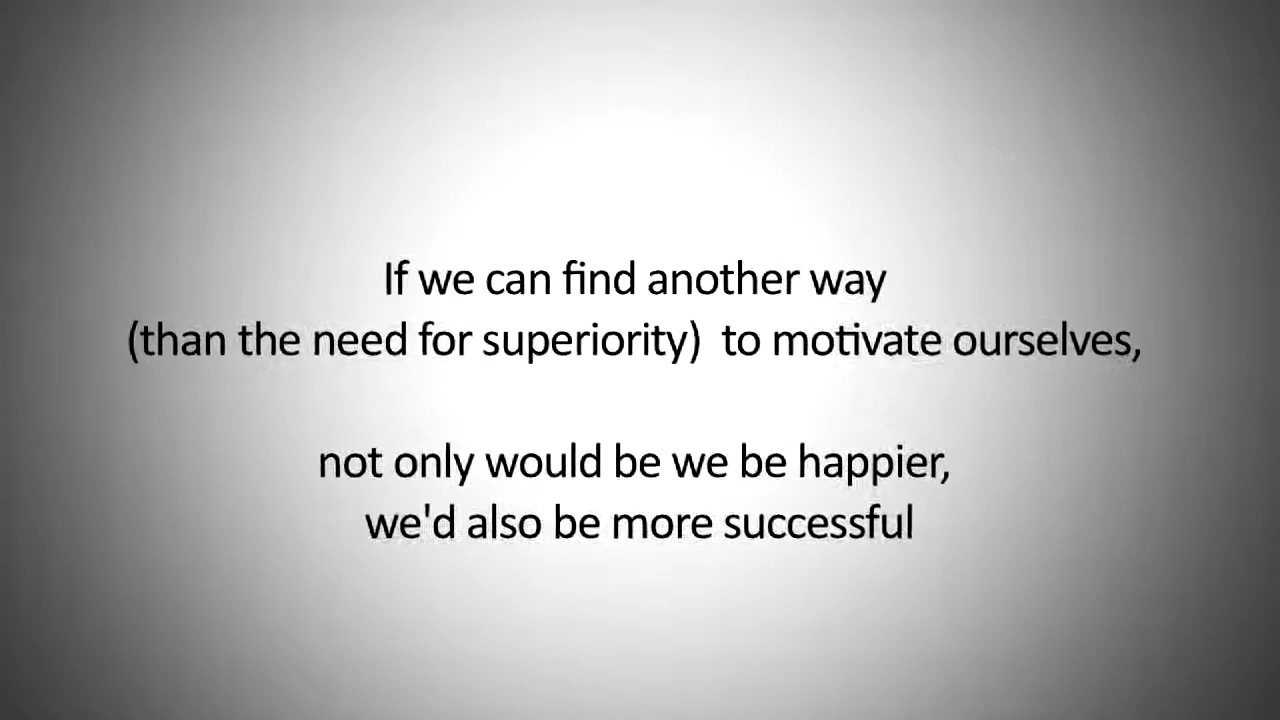 If we can find another way
(than the need for superiority)  to motivate ourselves,
not only would be we be happier,
we'd also be more successful